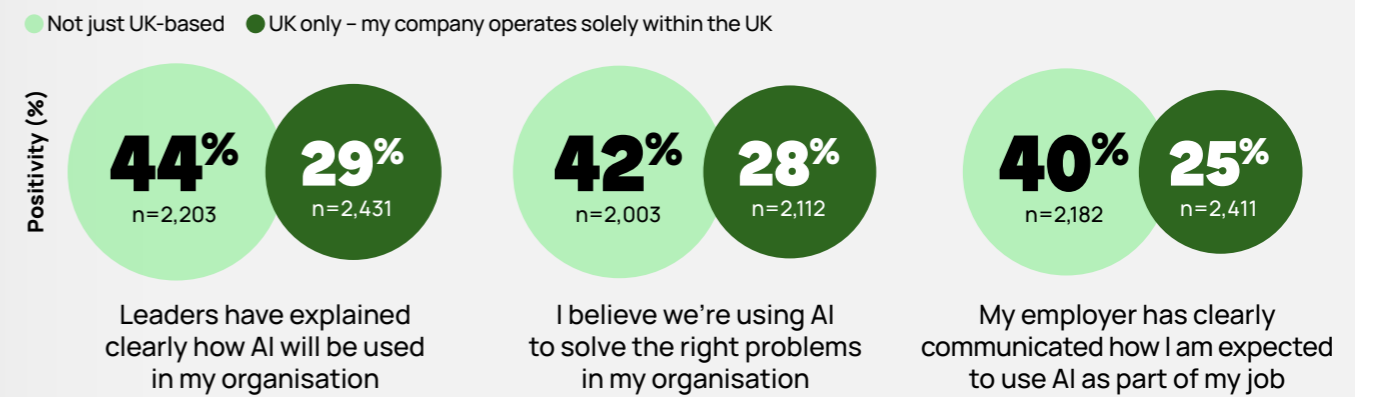 Not just UK-based UK only – my company operates solely within the UK
Positivity (%)
44% 29% 42% 28% 40% 25%
n=2,203 n=2,431 n=2,003 n=2,112 n=2,182 n=2,411
Leaders have explained
clearly how AI will be used
in my organisation
I believe we're using AI
to solve the right problems
in my organisation
My employer has clearly
communicated how I am expected
to use AI as part of my job